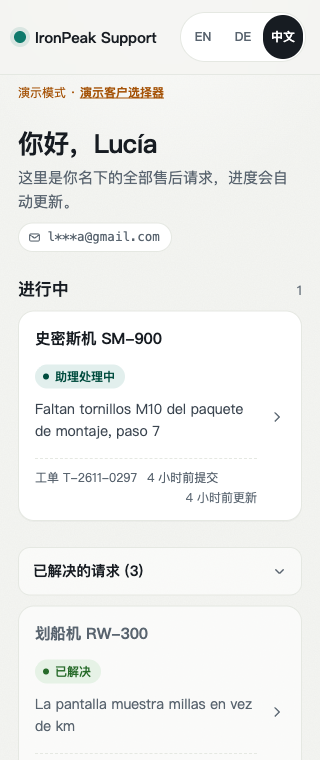 IronPeak Support
EN DE 中文
演示模式 · 演示客户选择器
你好，Lucía
这里是你名下的全部售后请求，进度会自
动更新。
l***a@gmail.com
进行中 1
史密斯机 SM-900
助理处理中
Faltan tornillos M10 del paquete
de montaje, paso 7
工单 T-2611-0297 4 小时前提交
4 小时前更新
已解决的请求 (3)
划船机 RW-300
已解决
La pantalla muestra millas en vez
de km